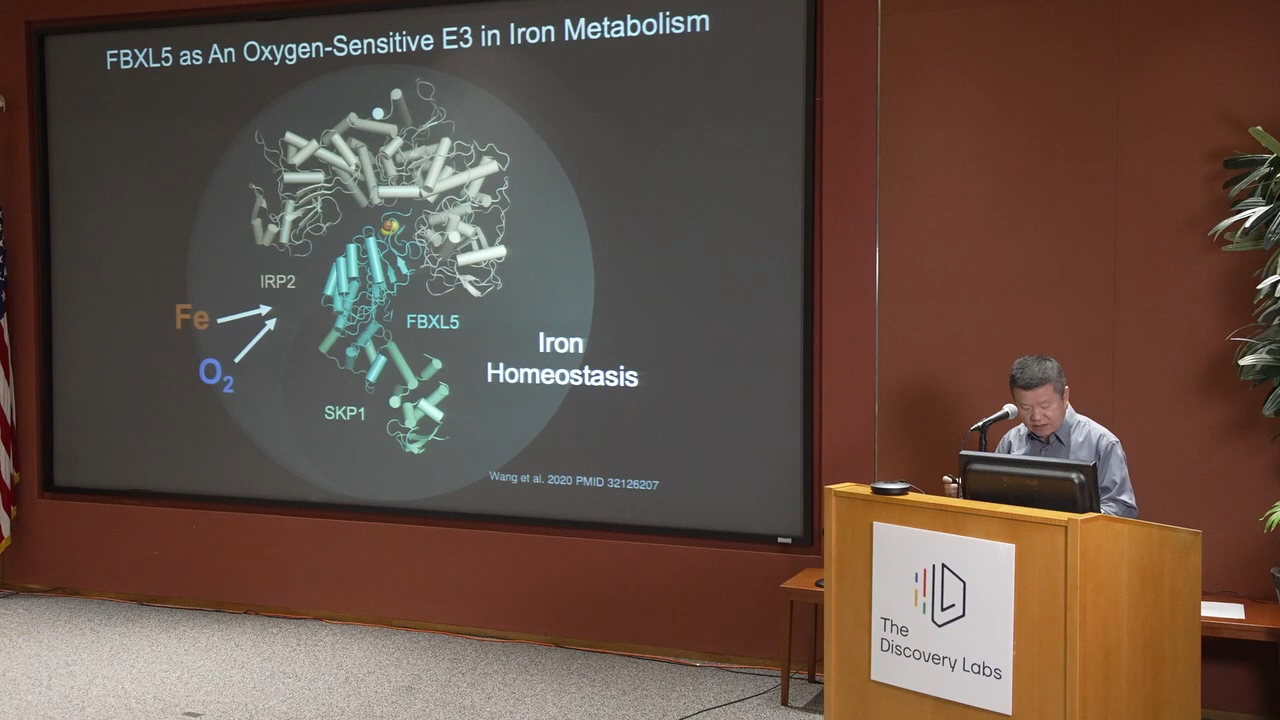 FBXL5 as An Oxygen-Sensitive E3 in Iron Metabolism
IRP2
Fe
FBXL5
O2
Iron
Homeostasis
SKP1
Wang et al. 2020 PMID 32126207
The
Discovery Labs